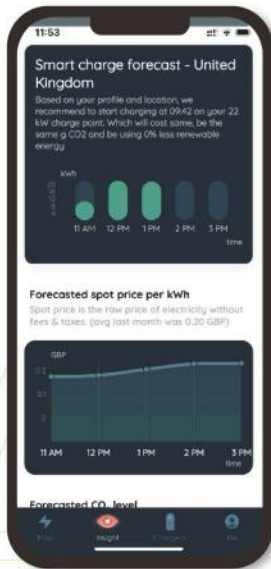 11:53
Smart charge forecast - United
Kingdom
Based on your profile and location, we
recommend to start charging at 09:42 on your 22
kW charge point. Which will cost same, be the
same g CO2 and be using 0% less renewable
energy
kWh
11 AM 12 PM 1 PM 2 PM 3 PM
time
Forecasted spot price per kWh
Spot price is the raw price of electricity without
fees & taxes. (avg last month was 0.20 GBP)
GBP
0.2
0.1
0
11 AM 12 PM 1 PM 2 PM 3 PM
time
Forecasted CO₂ level
Insight